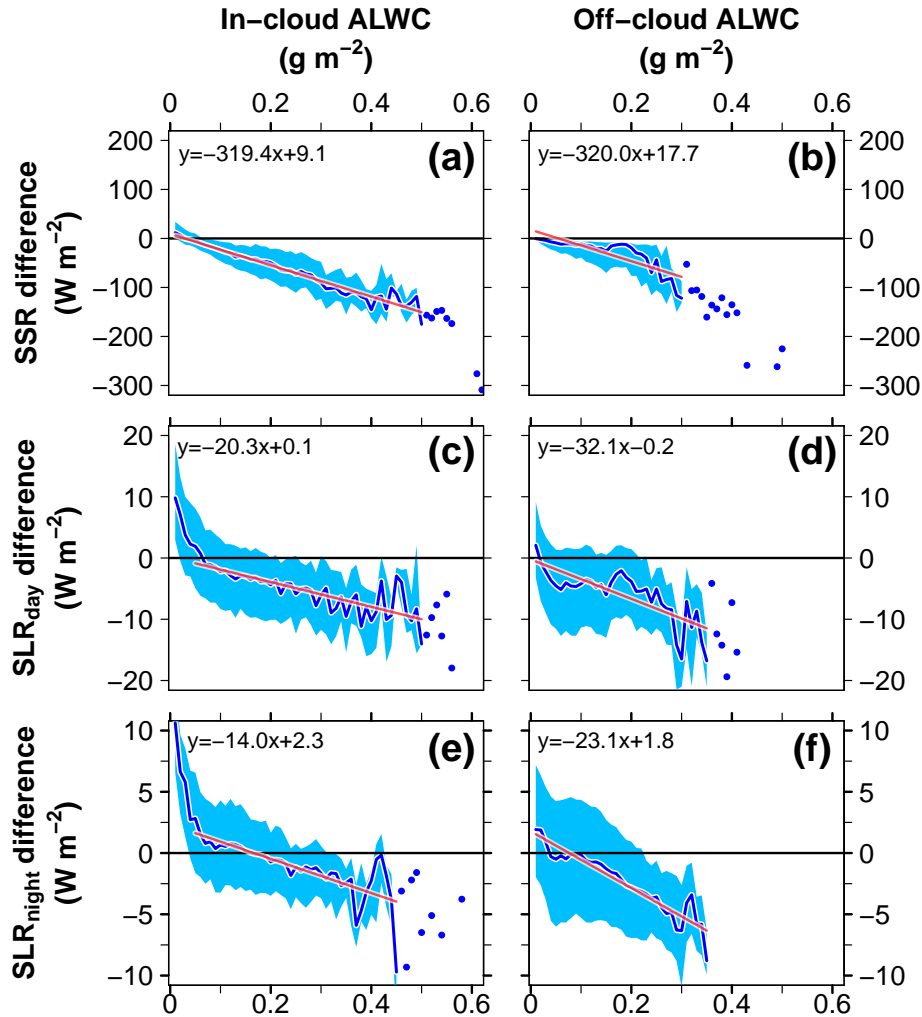 In−cloud ALWC
(g m−2)
Off−cloud ALWC
(g m−2)
0 0.2 0.4 0.6
0 0.2 0.4 0.6
SSR difference
(W m−2)
200
100
0
−100
−200
−300
y=−319.4x+9.1
(a)
y=−320.0x+17.7
(b)
200
100
0
−100
−200
−300
SLRday difference
(W m−2)
20
10
0
−10
−20
y=−20.3x+0.1
(c)
y=−32.1x−0.2
(d)
20
10
0
−10
−20
SLRnight difference
(W m−2)
10
5
0
−5
−10
y=−14.0x+2.3
(e)
y=−23.1x+1.8
(f)
10
5
0
−5
−10
0 0.2 0.4 0.6
0 0.2 0.4 0.6